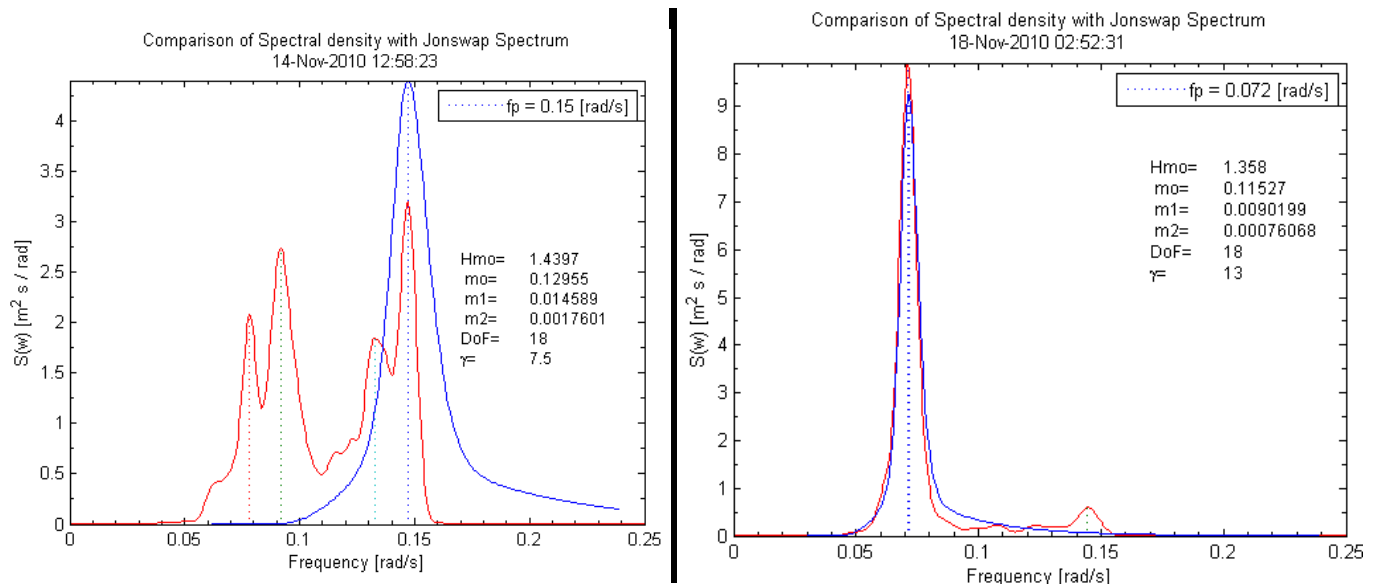 Comparison of Spectral density with Jonswap Spectrum
14-Nov-2010 12:58:23
fp = 0.15 [rad/s]
4
3.5
3
2.5
2
1.5
1
0.5
0
S(w) [m² s / rad]
Hmo= 1.4397
mo= 0.12955
m1= 0.014589
m2= 0.0017601
DoF= 18
γ= 7.5
0 0.05 0.1 0.15 0.2 0.25
Frequency [rad/s]
Comparison of Spectral density with Jonswap Spectrum
18-Nov-2010 02:52:31
fp = 0.072 [rad/s]
9
8
7
6
5
4
3
2
1
0
S(w) [m² s / rad]
Hmo= 1.358
mo= 0.11527
m1= 0.0090199
m2= 0.00076068
DoF= 18
γ= 13
0 0.05 0.1 0.15 0.2 0.25
Frequency [rad/s]